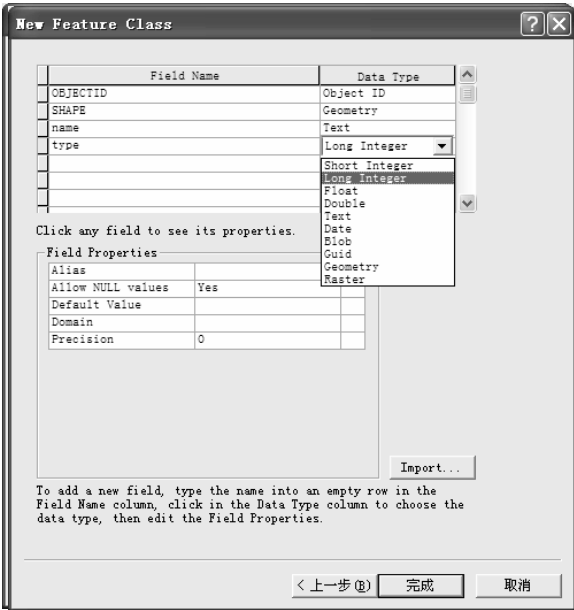 New Feature Class
Field Name Data Type
OBJECTID Object ID
SHAPE Geometry
name Text
type Long Integer
Short Integer
Long Integer
Float
Double
Text
Date
Blob
Guid
Geometry
Raster
Click any field to see its properties.
Field Properties
Alias
Allow NULL values Yes
Default Value
Domain
Precision 0
Import...
To add a new field, type the name into an empty row in the
Field Name column, click in the Data Type column to choose the
data type, then edit the Field Properties.
< 上一步(B) 完成 取消